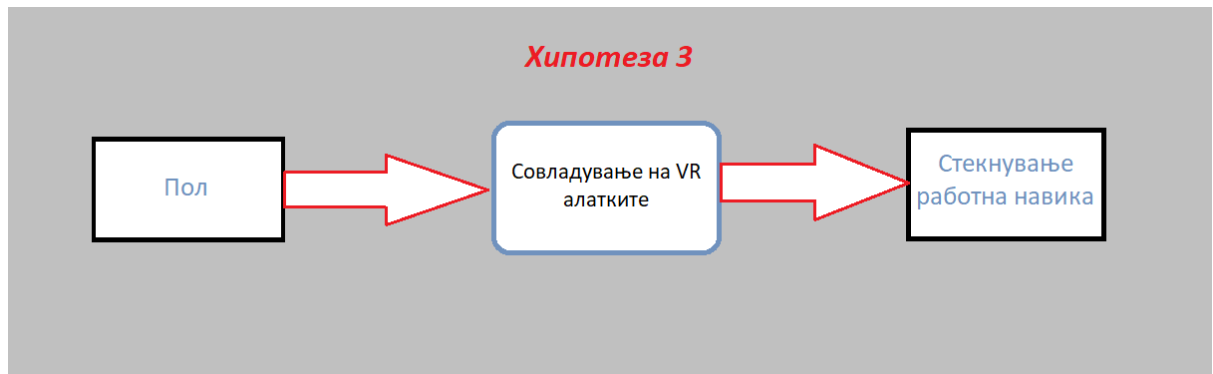 Хипотеза 3
Пол
Совладување на VR
алатките
Стекнување
работна навика